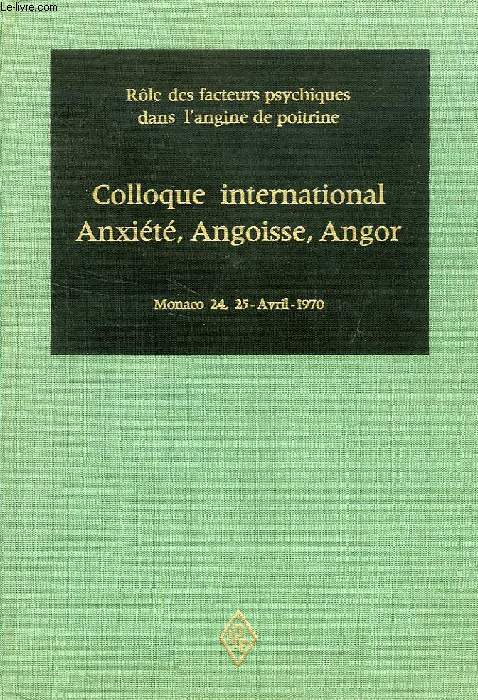 Le-livre.com
Rôle des facteurs psychiques
dans l'angine de poitrine
Colloque international
Anxiété, Angoisse, Angor
Monaco 24, 25-Avril-1970